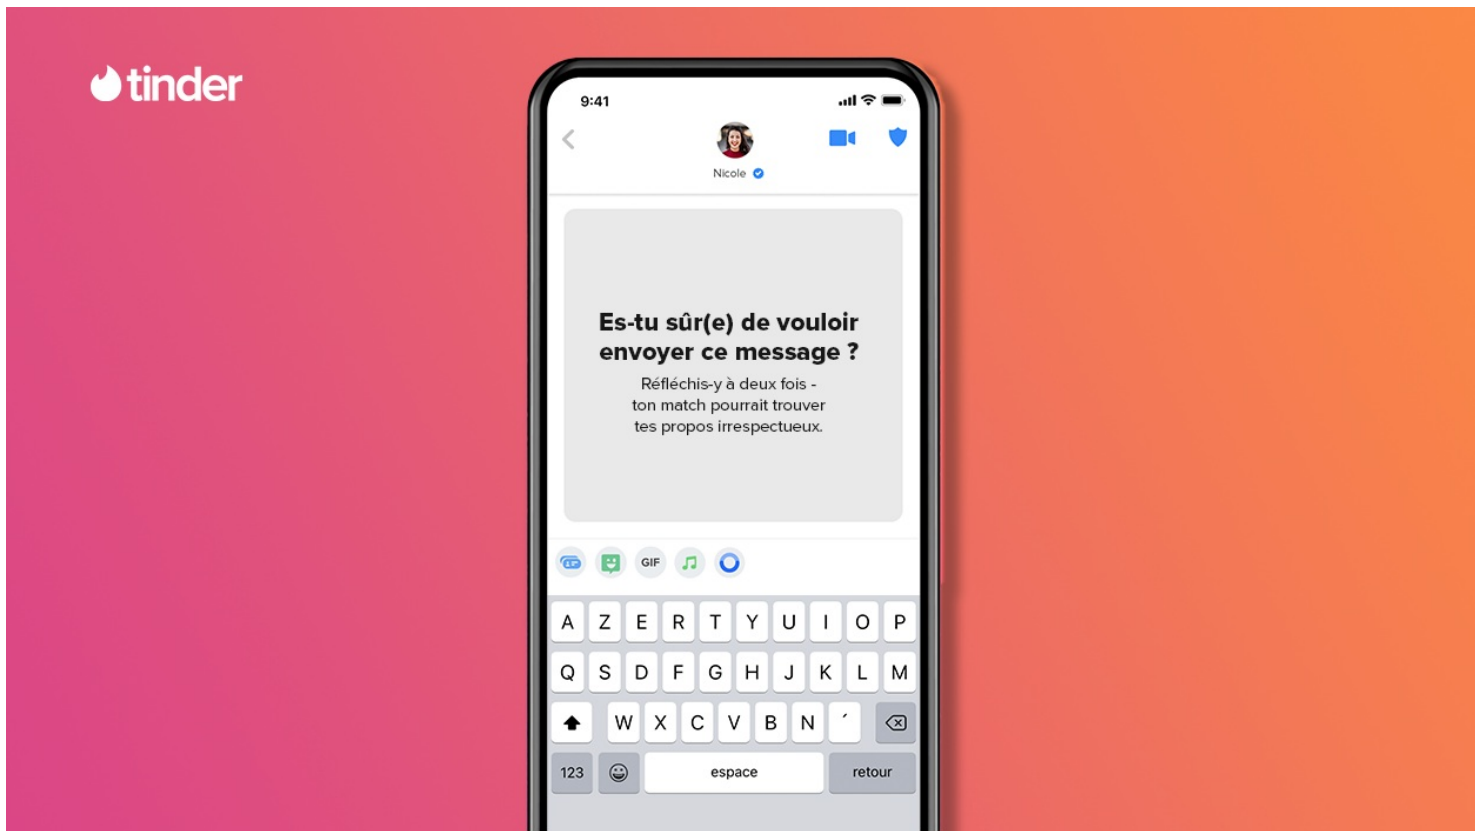 tinder
9:41
Nicole
Es-tu sûr(e) de vouloir
envoyer ce message ?
Réfléchis-y à deux fois -
ton match pourrait trouver
tes propos irrespectueux.
GIF
A Z E R T Y U I O P
Q S D F G H J K L M
W X C V B N ´
123 espace retour